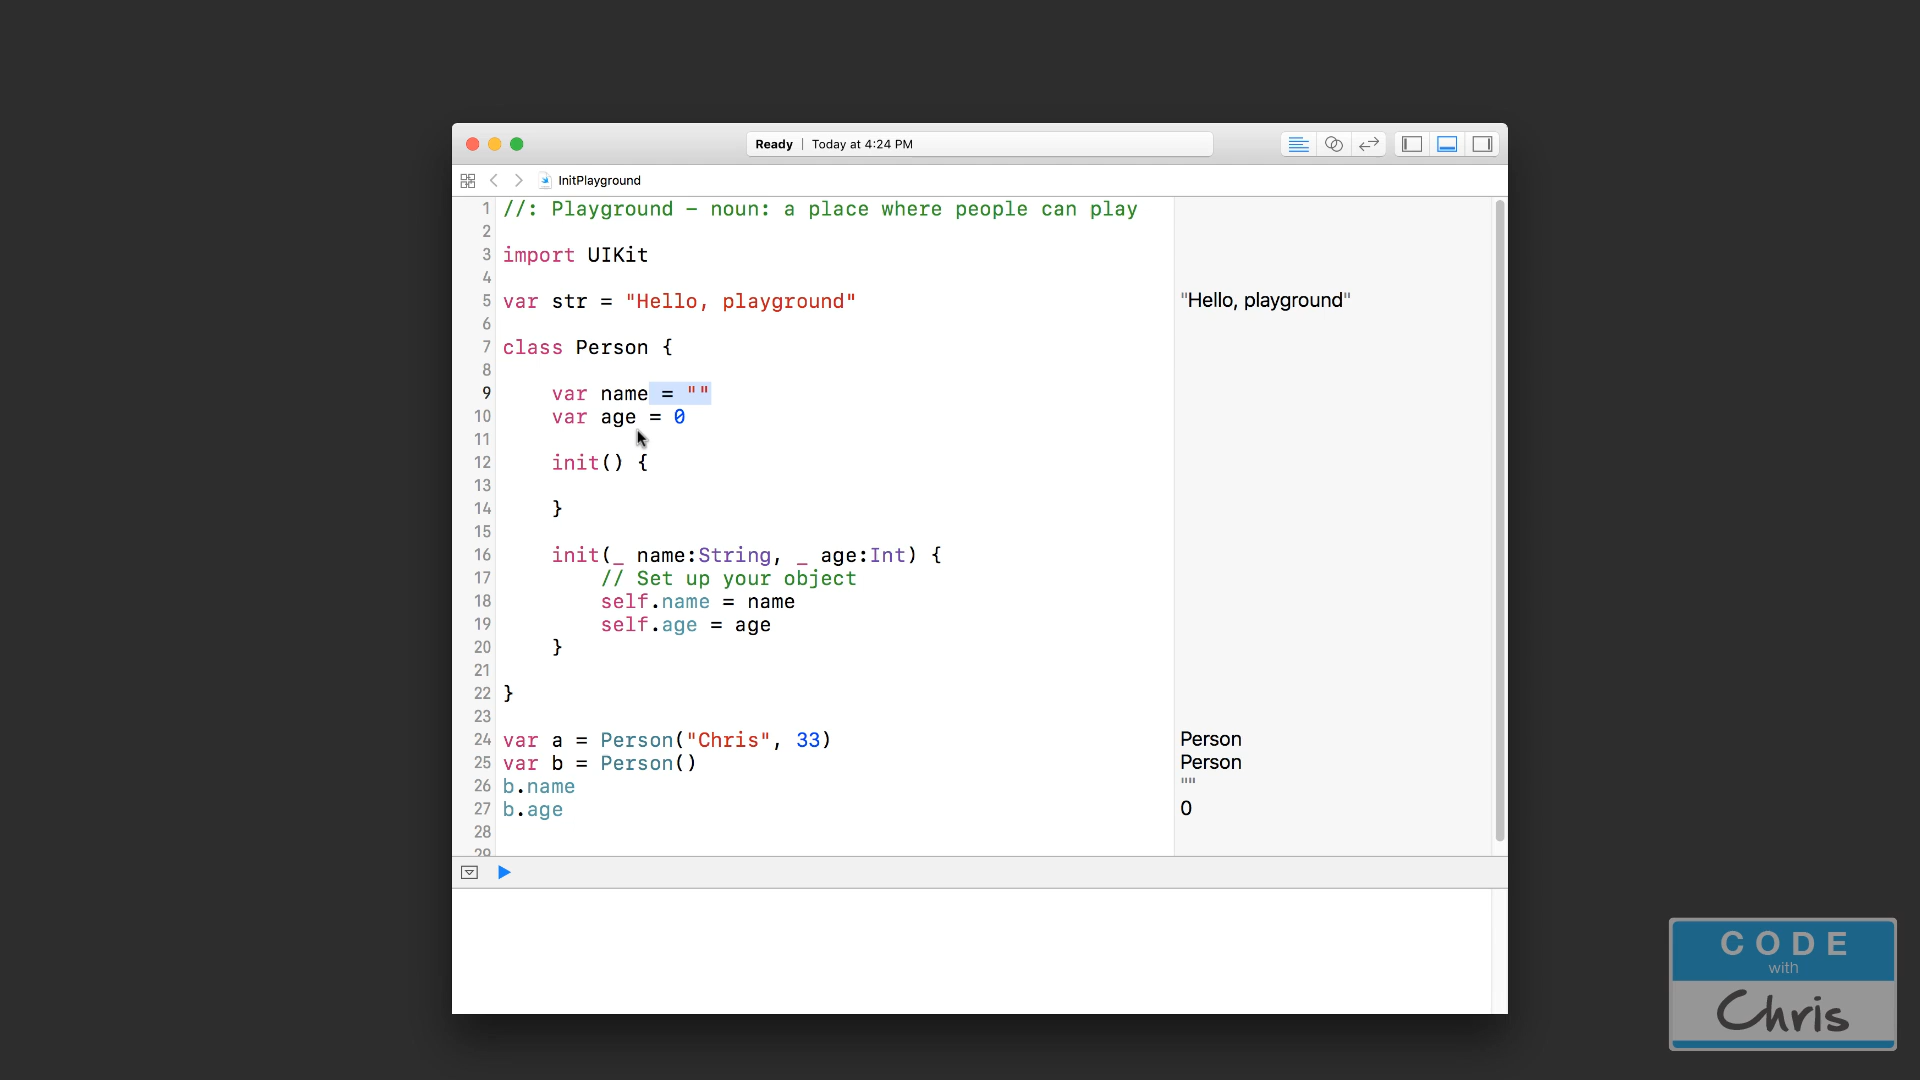 Ready | Today at 4:24 PM
InitPlayground
1 //: Playground - noun: a place where people can play
2
3 import UIKit
4
5 var str = "Hello, playground" "Hello, playground"
6
7 class Person {
8
9 var name = ""
10 var age = 0
11
12 init() {
13
14 }
15
16 init(_ name:String, _ age:Int) {
17 // Set up your object
18 self.name = name
19 self.age = age
20 }
21
22 }
23
24 var a = Person("Chris", 33) Person
25 var b = Person() Person
26 b.name ""
27 b.age 0
28
29
CODE
with
Chris